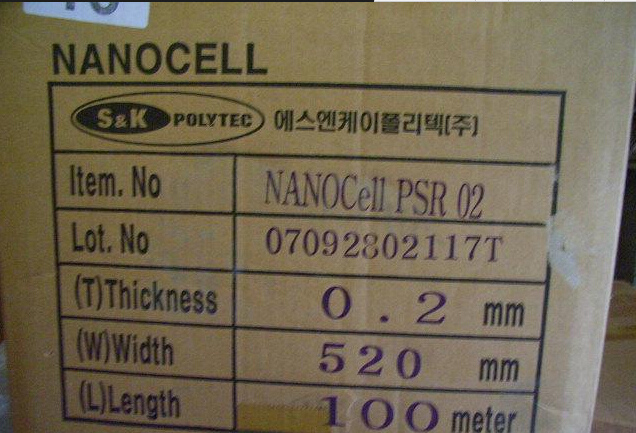 NANOCELL
S&K POLYTEC 에스엔케이폴리텍(주)
Item. No NANOCell PSR 02
Lot. No 07092802117T
(T)Thickness 0.2 mm
(W)Width 520 mm
(L)Length 100 meter